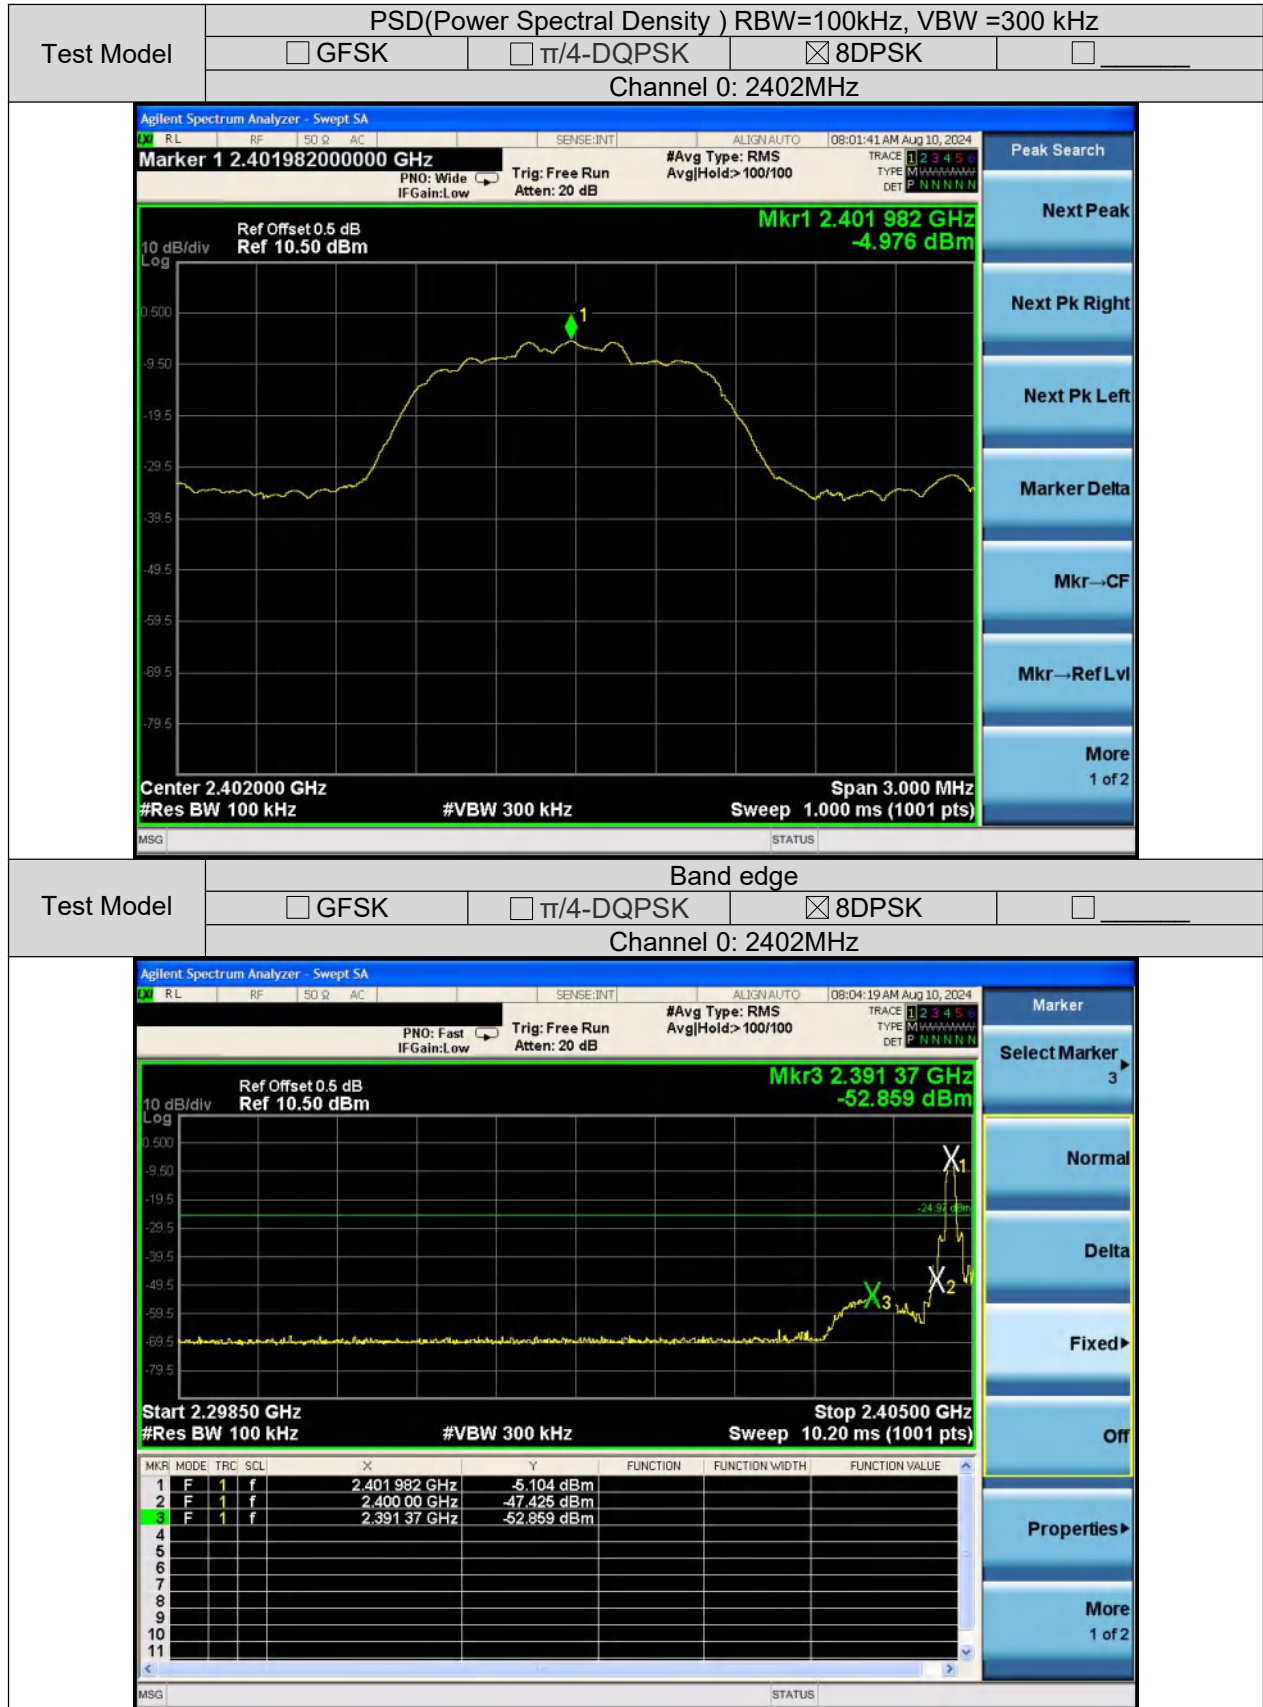 Test Model
PSD(Power Spectral Density ) RBW=100kHz, VBW =300 kHz
☐ GFSK ☐ π/4-DQPSK ☒ 8DPSK ☐ ______
Channel 0: 2402MHz
Agilent Spectrum Analyzer - Swept SA
LXI RL RF 50 Ω AC SENSE:INT ALIGN AUTO 08:01:41 AM Aug 10, 2024
Marker 1 2.401982000000 GHz
PNO: Wide
IFGain:Low
Trig: Free Run
Atten: 20 dB
#Avg Type: RMS
Avg|Hold:>100/100
TRACE 1 2 3 4 5 6
TYPE MWWWWW
DET P N N N N N
Mkr1 2.401 982 GHz
-4.976 dBm
Ref Offset 0.5 dB
10 dB/div Ref 10.50 dBm
Log
0.500
-9.50
-19.5
-29.5
-39.5
-49.5
-59.5
-69.5
-79.5
1
Center 2.402000 GHz Span 3.000 MHz
#Res BW 100 kHz #VBW 300 kHz Sweep 1.000 ms (1001 pts)
MSG STATUS
Peak Search
Next Peak
Next Pk Right
Next Pk Left
Marker Delta
Mkr→CF
Mkr→Ref Lvl
More
1 of 2
Test Model
Band edge
☐ GFSK ☐ π/4-DQPSK ☒ 8DPSK ☐ ______
Channel 0: 2402MHz
Agilent Spectrum Analyzer - Swept SA
LXI RL RF 50 Ω AC SENSE:INT ALIGN AUTO 08:04:19 AM Aug 10, 2024
PNO: Fast
IFGain:Low
Trig: Free Run
Atten: 20 dB
#Avg Type: RMS
Avg|Hold:>100/100
TRACE 1 2 3 4 5 6
TYPE MWWWWW
DET P N N N N N
Mkr3 2.391 37 GHz
-52.859 dBm
Ref Offset 0.5 dB
10 dB/div Ref 10.50 dBm
Log
0.500
-9.50
-19.5
-29.5
-39.5
-49.5
-59.5
-69.5
-79.5
1
-24.97 dBm
2
3
Start 2.29850 GHz Stop 2.40500 GHz
#Res BW 100 kHz #VBW 300 kHz Sweep 10.20 ms (1001 pts)
MKR MODE TRC SCL X Y FUNCTION FUNCTION WIDTH FUNCTION VALUE
1 F 1 f 2.401 982 GHz -5.104 dBm
2 F 1 f 2.400 00 GHz -47.425 dBm
3 F 1 f 2.391 37 GHz -52.859 dBm
4
5
6
7
8
9
10
11
MSG STATUS
Marker
Select Marker
3
Normal
Delta
Fixed
Off
Properties
More
1 of 2